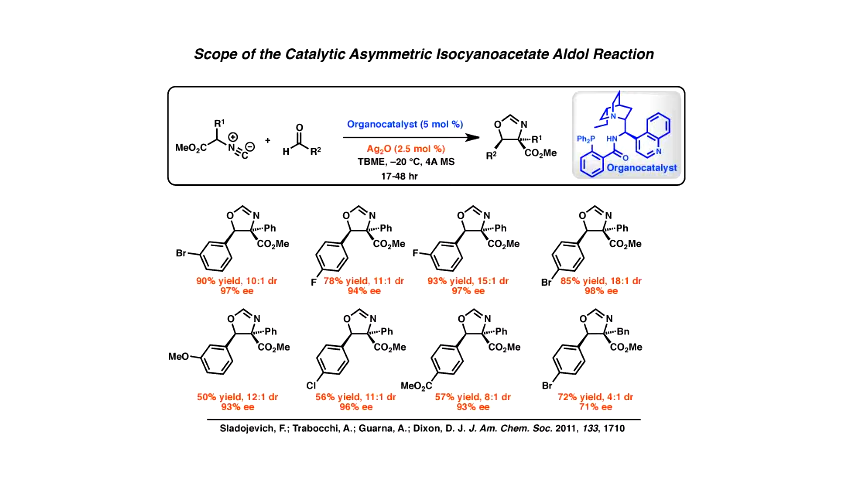 Scope of the Catalytic Asymmetric Isocyanoacetate Aldol Reaction
R¹
MeO₂C
N
C
+
O
H
R²
Organocatalyst (5 mol %)
Ag₂O (2.5 mol %)
TBME, –20 °C, 4A MS
17-48 hr
O
N
R¹
R²
CO₂Me
N
Ph₂P
HN
O
N
Organocatalyst
O
N
Ph
CO₂Me
Br
90% yield, 10:1 dr
97% ee
O
N
Ph
CO₂Me
F
78% yield, 11:1 dr
94% ee
O
N
Ph
CO₂Me
F
93% yield, 15:1 dr
97% ee
O
N
Ph
CO₂Me
Br
85% yield, 18:1 dr
98% ee
O
N
Ph
CO₂Me
MeO
50% yield, 12:1 dr
93% ee
O
N
Ph
CO₂Me
Cl
56% yield, 11:1 dr
96% ee
O
N
Ph
CO₂Me
MeO₂C
57% yield, 8:1 dr
93% ee
O
N
Bn
CO₂Me
Br
72% yield, 4:1 dr
71% ee
Sladojevich, F.; Trabocchi, A.; Guarna, A.; Dixon, D. J. J. Am. Chem. Soc. 2011, 133, 1710